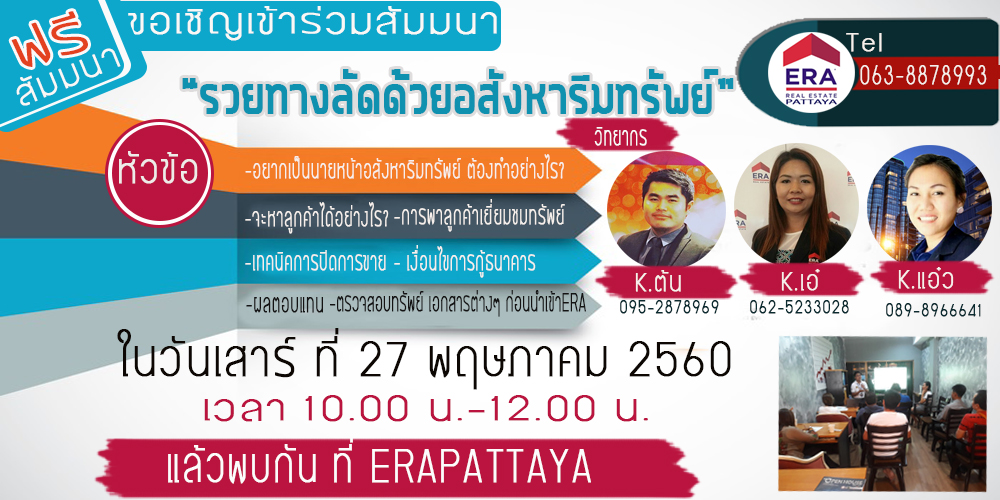 ฟรี
สัมมนา
ขอเชิญเข้าร่วมสัมมนา
"รวยทางลัดด้วยอสังหาริมทรัพย์"
ERA
REAL ESTATE
PATTAYA
Tel
063-8878993
หัวข้อ
-อยากเป็นนายหน้าอสังหาริมทรัพย์ ต้องทำอย่างไร?
-จะหาลูกค้าได้อย่างไร? -การพาลูกค้าเยี่ยมชมทรัพย์
-เทคนิคการปิดการขาย - เงื่อนไขการกู้ธนาคาร
-ผลตอบแทน -ตรวาสอบทรัพย์ เอกสารต่างๆ ก่อนนำเข้าERA
วิทยากร
K.ต้น
095-2878969
K.เอ๋
062-5233028
K.แอ๋ว
089-8966641
ในวันเสาร์ ที่ 27 พฤษภาคม 2560
เวลา 10.00 น.-12.00 น.
แล้วพบกัน ที่ ERAPATTAYA